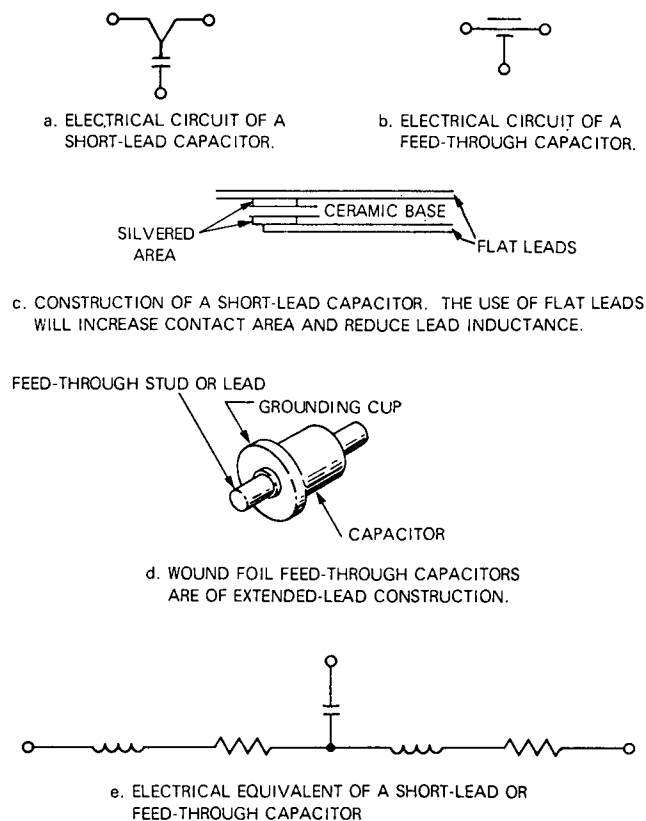 a. ELECTRICAL CIRCUIT OF A
SHORT-LEAD CAPACITOR.
b. ELECTRICAL CIRCUIT OF A
FEED-THROUGH CAPACITOR.
CERAMIC BASE
SILVERED
AREA
FLAT LEADS
c. CONSTRUCTION OF A SHORT-LEAD CAPACITOR. THE USE OF FLAT LEADS
WILL INCREASE CONTACT AREA AND REDUCE LEAD INDUCTANCE.
FEED-THROUGH STUD OR LEAD
GROUNDING CUP
CAPACITOR
d. WOUND FOIL FEED-THROUGH CAPACITORS
ARE OF EXTENDED-LEAD CONSTRUCTION.
e. ELECTRICAL EQUIVALENT OF A SHORT-LEAD OR
FEED-THROUGH CAPACITOR